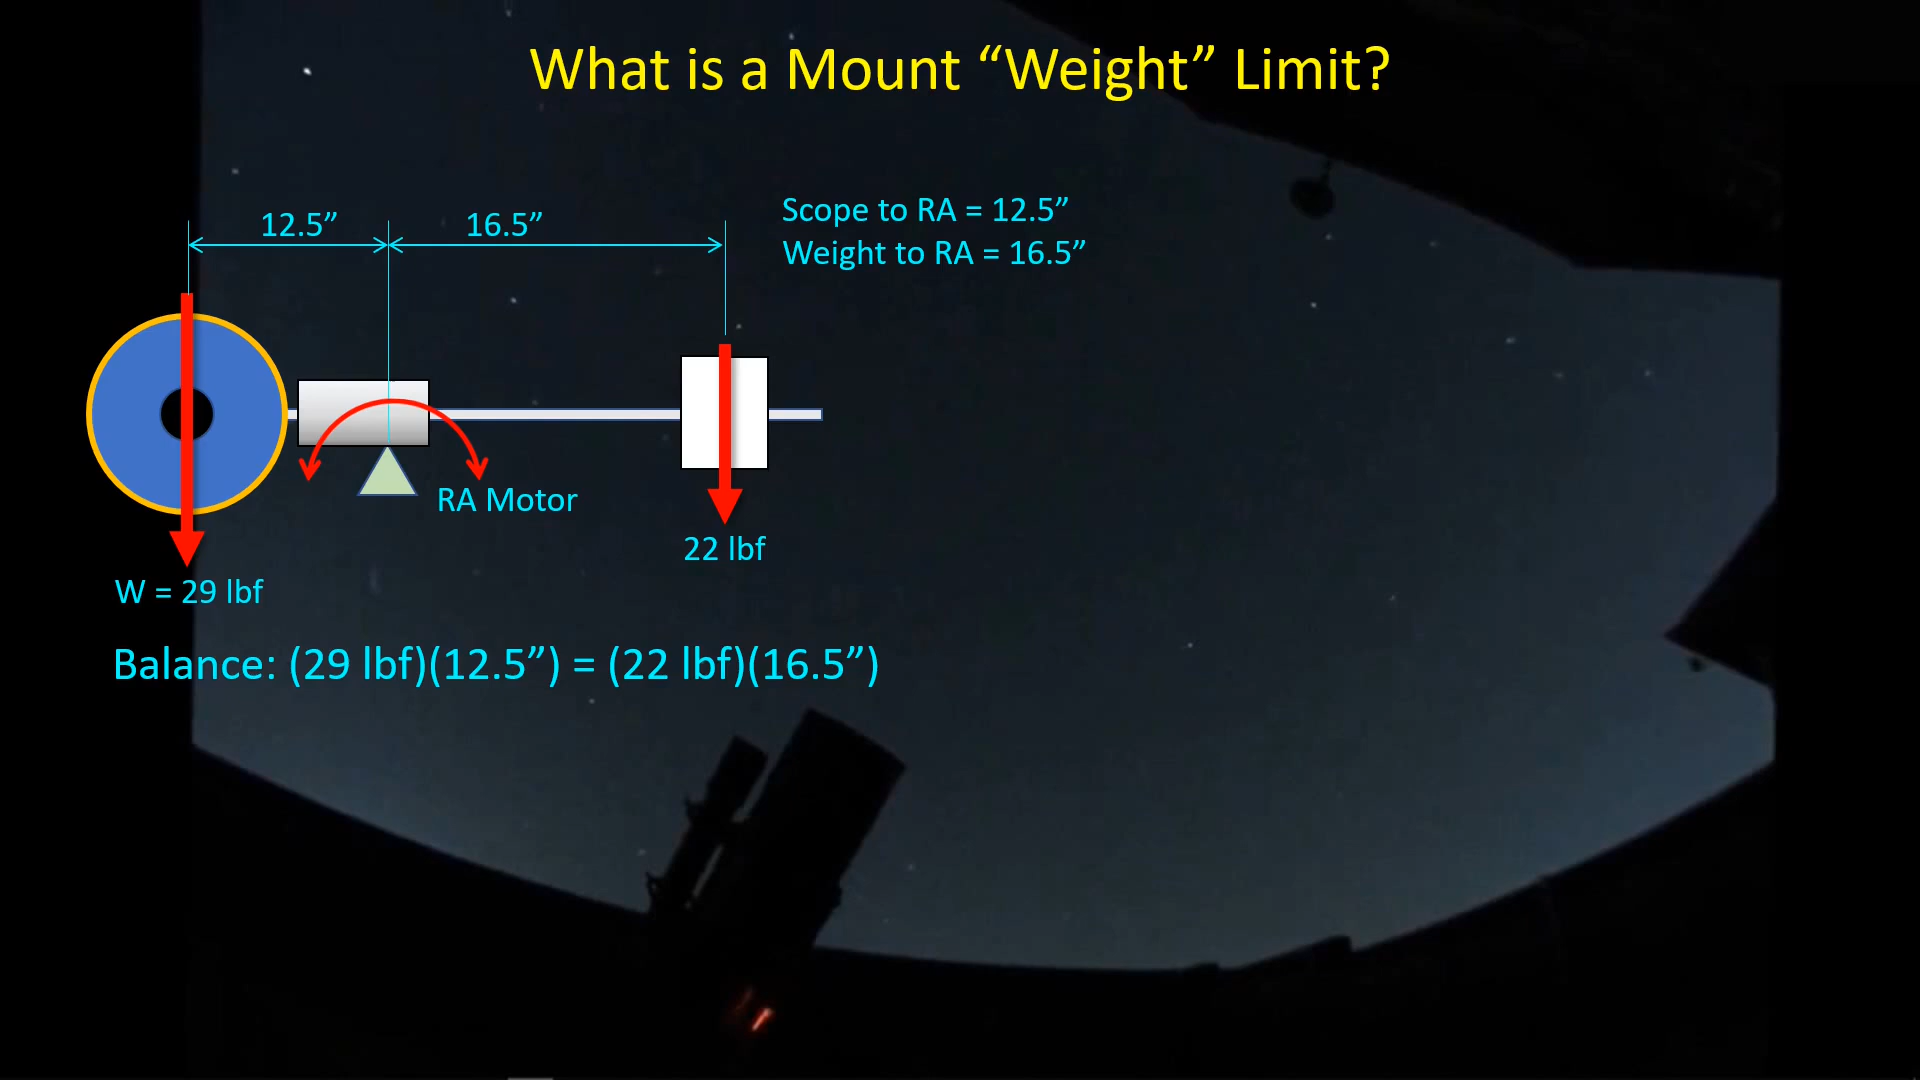 What is a Mount “Weight” Limit?
12.5”
16.5”
Scope to RA = 12.5”
Weight to RA = 16.5”
RA Motor
22 lbf
W = 29 lbf
Balance: (29 lbf)(12.5”) = (22 lbf)(16.5”)